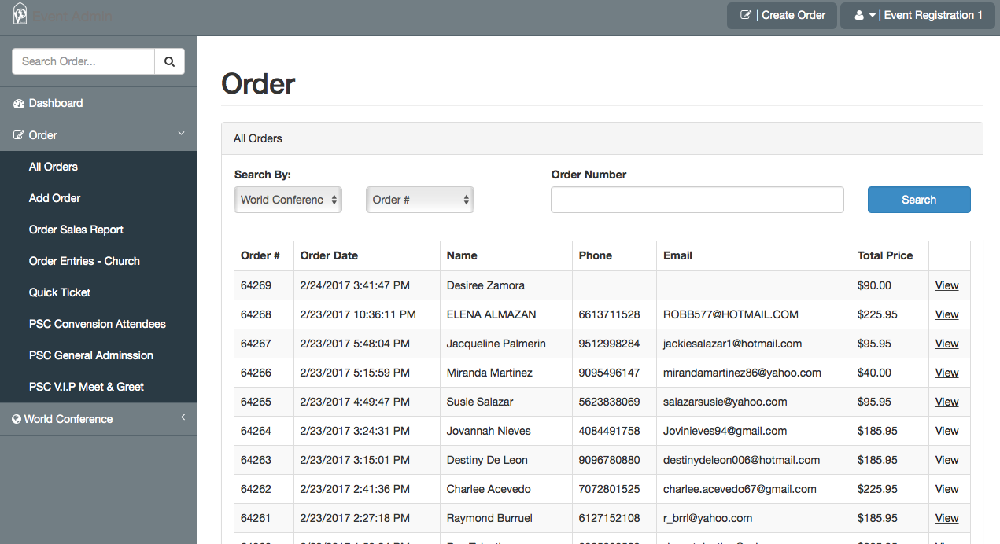 Event Admin
| Create Order
| Event Registration 1
Search Order...
Dashboard
Order
All Orders
Add Order
Order Sales Report
Order Entries - Church
Quick Ticket
PSC Convension Attendees
PSC General Adminssion
PSC V.I.P Meet & Greet
World Conference
Order
All Orders
Search By:
Order Number
World Conferenc
Order #
Search
Order # Order Date Name Phone Email Total Price
64269 2/24/2017 3:41:47 PM Desiree Zamora $90.00 View
64268 2/23/2017 10:36:11 PM ELENA ALMAZAN 6613711528 ROBB577@HOTMAIL.COM $225.95 View
64267 2/23/2017 5:48:04 PM Jacqueline Palmerin 9512998284 jackiesalazar1@hotmail.com $95.95 View
64266 2/23/2017 5:15:59 PM Miranda Martinez 9095496147 mirandamartinez86@yahoo.com $40.00 View
64265 2/23/2017 4:49:47 PM Susie Salazar 5623838069 salazarsusie@yahoo.com $95.95 View
64264 2/23/2017 3:24:31 PM Jovannah Nieves 4084491758 Jovinieves94@gmail.com $185.95 View
64263 2/23/2017 3:15:01 PM Destiny De Leon 9096780880 destinydeleon006@hotmail.com $185.95 View
64262 2/23/2017 2:41:36 PM Charlee Acevedo 7072801525 charlee.acevedo67@gmail.com $225.95 View
64261 2/23/2017 2:27:18 PM Raymond Burruel 6127152108 r_brrl@yahoo.com $185.95 View